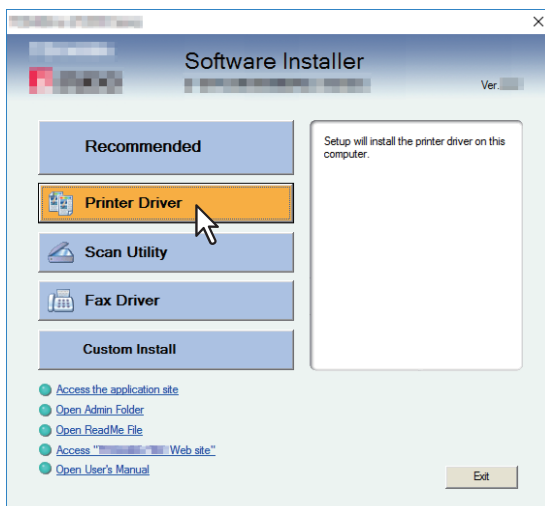 Software Installer
Ver.
Recommended
Setup will install the printer driver on this
computer.
Printer Driver
Scan Utility
Fax Driver
Custom Install
Access the application site
Open Admin Folder
Open ReadMe File
Access " Web site"
Open User's Manual
Exit